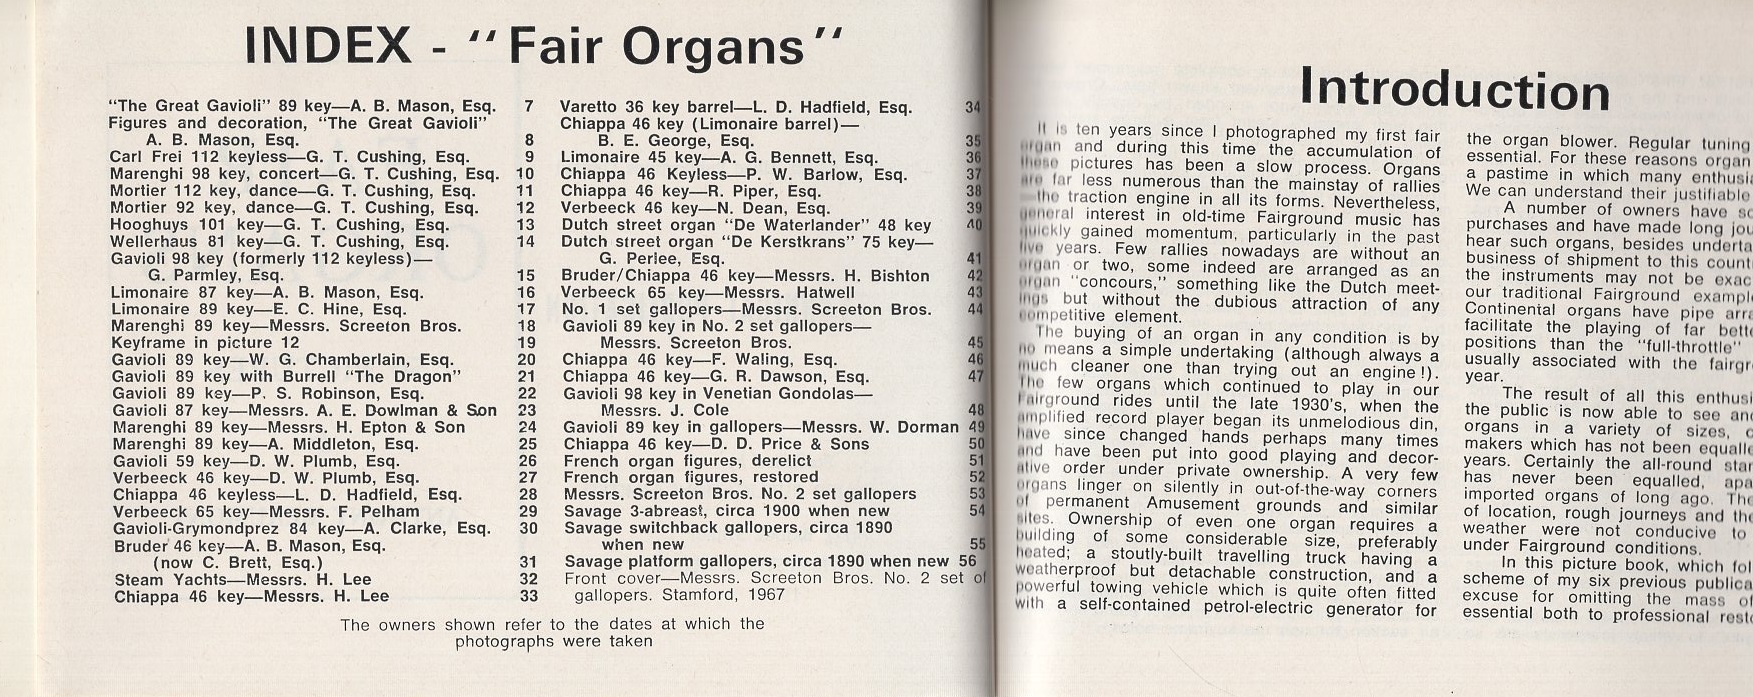 INDEX - "Fair Organs"
"The Great Gavioli" 89 key—A. B. Mason, Esq. 7
Figures and decoration, "The Great Gavioli"
A. B. Mason, Esq. 8
Carl Frei 112 keyless—G. T. Cushing, Esq. 9
Marenghi 98 key, concert—G. T. Cushing, Esq. 10
Mortier 112 key, dance—G. T. Cushing, Esq. 11
Mortier 92 key, dance—G. T. Cushing, Esq. 12
Hooghuys 101 key—G. T. Cushing, Esq. 13
Wellerhaus 81 key—G. T. Cushing, Esq. 14
Gavioli 98 key (formerly 112 keyless)—
G. Parmley, Esq. 15
Limonaire 87 key—A. B. Mason, Esq. 16
Limonaire 89 key—E. C. Hine, Esq. 17
Marenghi 89 key—Messrs. Screeton Bros. 18
Keyframe in picture 12 19
Gavioli 89 key—W. G. Chamberlain, Esq. 20
Gavioli 89 key with Burrell "The Dragon" 21
Gavioli 89 key—P. S. Robinson, Esq. 22
Gavioli 87 key—Messrs. A. E. Dowlman & Son 23
Marenghi 89 key—Messrs. H. Epton & Son 24
Marenghi 89 key—A. Middleton, Esq. 25
Gavioli 59 key—D. W. Plumb, Esq. 26
Verbeeck 46 key—D. W. Plumb, Esq. 27
Chiappa 46 keyless—L. D. Hadfield, Esq. 28
Verbeeck 65 key—Messrs. F. Pelham 29
Gavioli-Grymondprez 84 key—A. Clarke, Esq. 30
Bruder 46 key—A. B. Mason, Esq.
(now C. Brett, Esq.) 31
Steam Yachts—Messrs. H. Lee 32
Chiappa 46 key—Messrs. H. Lee 33
Varetto 36 key barrel—L. D. Hadfield, Esq. 34
Chiappa 46 key (Limonaire barrel)—
B. E. George, Esq. 35
Limonaire 45 key—A. G. Bennett, Esq. 36
Chiappa 46 Keyless—P. W. Barlow, Esq. 37
Chiappa 46 key—R. Piper, Esq. 38
Verbeeck 46 key—N. Dean, Esq. 39
Dutch street organ "De Waterlander" 48 key 40
Dutch street organ "De Kerstkrans" 75 key—
G. Perlee, Esq. 41
Bruder/Chiappa 46 key—Messrs. H. Bishton 42
Verbeeck 65 key—Messrs. Hatwell 43
No. 1 set gallopers—Messrs. Screeton Bros. 44
Gavioli 89 key in No. 2 set gallopers—
Messrs. Screeton Bros. 45
Chiappa 46 key—F. Waling, Esq. 46
Chiappa 46 key—G. R. Dawson, Esq. 47
Gavioli 98 key in Venetian Gondolas—
Messrs. J. Cole 48
Gavioli 89 key in gallopers—Messrs. W. Dorman 49
Chiappa 46 key—D. D. Price & Sons 50
French organ figures, derelict 51
French organ figures, restored 52
Messrs. Screeton Bros. No. 2 set gallopers 53
Savage 3-abreast, circa 1900 when new 54
Savage switchback gallopers, circa 1890
when new 55
Savage platform gallopers, circa 1890 when new 56
Front cover—Messrs. Screeton Bros. No. 2 set of
gallopers. Stamford, 1967
The owners shown refer to the dates at which the
photographs were taken
Introduction
It is ten years since I photographed my first fair
organ and during this time the accumulation of
these pictures has been a slow process. Organs
are far less numerous than the mainstay of rallies
—the traction engine in all its forms. Nevertheless,
general interest in old-time Fairground music has
quickly gained momentum, particularly in the past
five years. Few rallies nowadays are without an
organ or two, some indeed are arranged as an
organ "concours," something like the Dutch meet-
ings but without the dubious attraction of any
competitive element.
The buying of an organ in any condition is by
no means a simple undertaking (although always a
much cleaner one than trying out an engine!).
The few organs which continued to play in our
Fairground rides until the late 1930's, when the
amplified record player began its unmelodious din,
have since changed hands perhaps many times
and have been put into good playing and decor-
ative order under private ownership. A very few
organs linger on silently in out-of-the-way corners
of permanent Amusement grounds and similar
sites. Ownership of even one organ requires a
building of some considerable size, preferably
heated; a stoutly-built travelling truck having a
weatherproof but detachable construction, and a
powerful towing vehicle which is quite often fitted
with a self-contained petrol-electric generator for
the organ blower. Regular tuning
essential. For these reasons organ
a pastime in which many enthusi
We can understand their justifiable
A number of owners have so
purchases and have made long jou
hear such organs, besides underta
business of shipment to this count
the instruments may not be exac
our traditional Fairground exampl
Continental organs have pipe arra
facilitate the playing of far bett
positions than the "full-throttle"
usually associated with the fairgr
year.
The result of all this enthusi
the public is now able to see and
organs in a variety of sizes, c
makers which has not been equalle
years. Certainly the all-round stan
has never been equalled, apa
imported organs of long ago. The
of location, rough journeys and the
weather were not conducive to
under Fairground conditions.
In this picture book, which fol
scheme of my six previous publica
excuse for omitting the mass of
essential both to professional resto